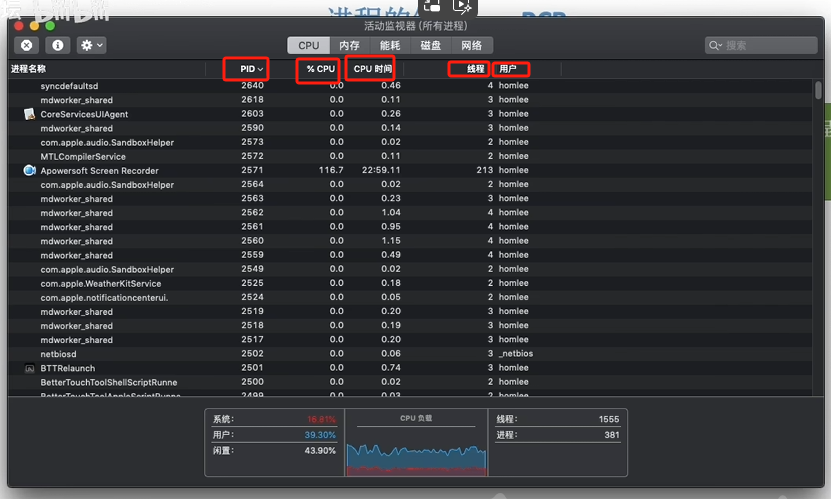 活动监视器 (所有进程)
CPU 内存 能耗 磁盘 网络 搜索
进程名称 PID % CPU CPU 时间 线程 用户
syncdefaultsd 2640 0.0 0.46 4 homlee
mdworker_shared 2618 0.0 0.11 3 homlee
CoreServicesUIAgent 2603 0.0 0.26 3 homlee
mdworker_shared 2590 0.0 0.14 3 homlee
com.apple.audio.SandboxHelper 2573 0.0 0.02 2 homlee
MTLCompilerService 2572 0.0 0.11 2 homlee
Apowersoft Screen Recorder 2571 116.7 22:59.11 213 homlee
com.apple.audio.SandboxHelper 2564 0.0 0.02 2 homlee
mdworker_shared 2563 0.0 0.23 3 homlee
mdworker_shared 2562 0.0 1.04 4 homlee
mdworker_shared 2561 0.0 0.95 4 homlee
mdworker_shared 2560 0.0 1.15 4 homlee
mdworker_shared 2559 0.0 0.49 4 homlee
com.apple.audio.SandboxHelper 2549 0.0 0.02 2 homlee
com.apple.WeatherKitService 2525 0.0 0.18 2 homlee
com.apple.notificationcenterui. 2524 0.0 0.05 2 homlee
mdworker_shared 2519 0.0 0.20 3 homlee
mdworker_shared 2518 0.0 0.19 3 homlee
mdworker_shared 2517 0.0 0.20 3 homlee
netbiosd 2502 0.0 0.06 3 _netbios
BTTRelaunch 2501 0.0 0.74 3 homlee
BetterTouchToolShellScriptRunne 2500 0.0 0.02 2 homlee
BetterTouchToolAppleScriptRunne 2499 0.0 0.03 2 homlee
系统: 16.81% CPU 负载 线程: 1555
用户: 39.30% 进程: 381
闲置: 43.90%